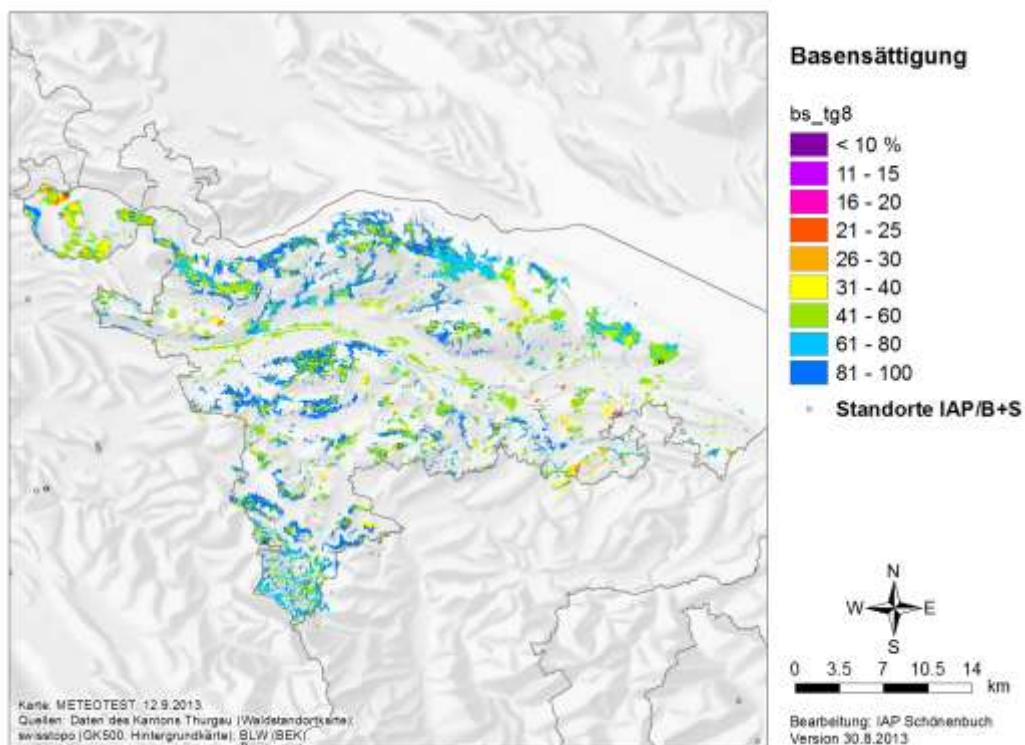 Basensättigung
bs_tg8
< 10 %
11 - 15
16 - 20
21 - 25
26 - 30
31 - 40
41 - 60
61 - 80
81 - 100
Standorte IAP/B+S
N
W E
S
0 3.5 7 10.5 14
km
Karte: METEOTEST, 12.9.2013.
Quellen: Daten des Kantons Thurgau (Waldstandortkarte);
swisstopo (GK500, Hintergrundkarte); BLW (BEK)
Bearbeitung: IAP Schönenbuch
Version 30.8.2013